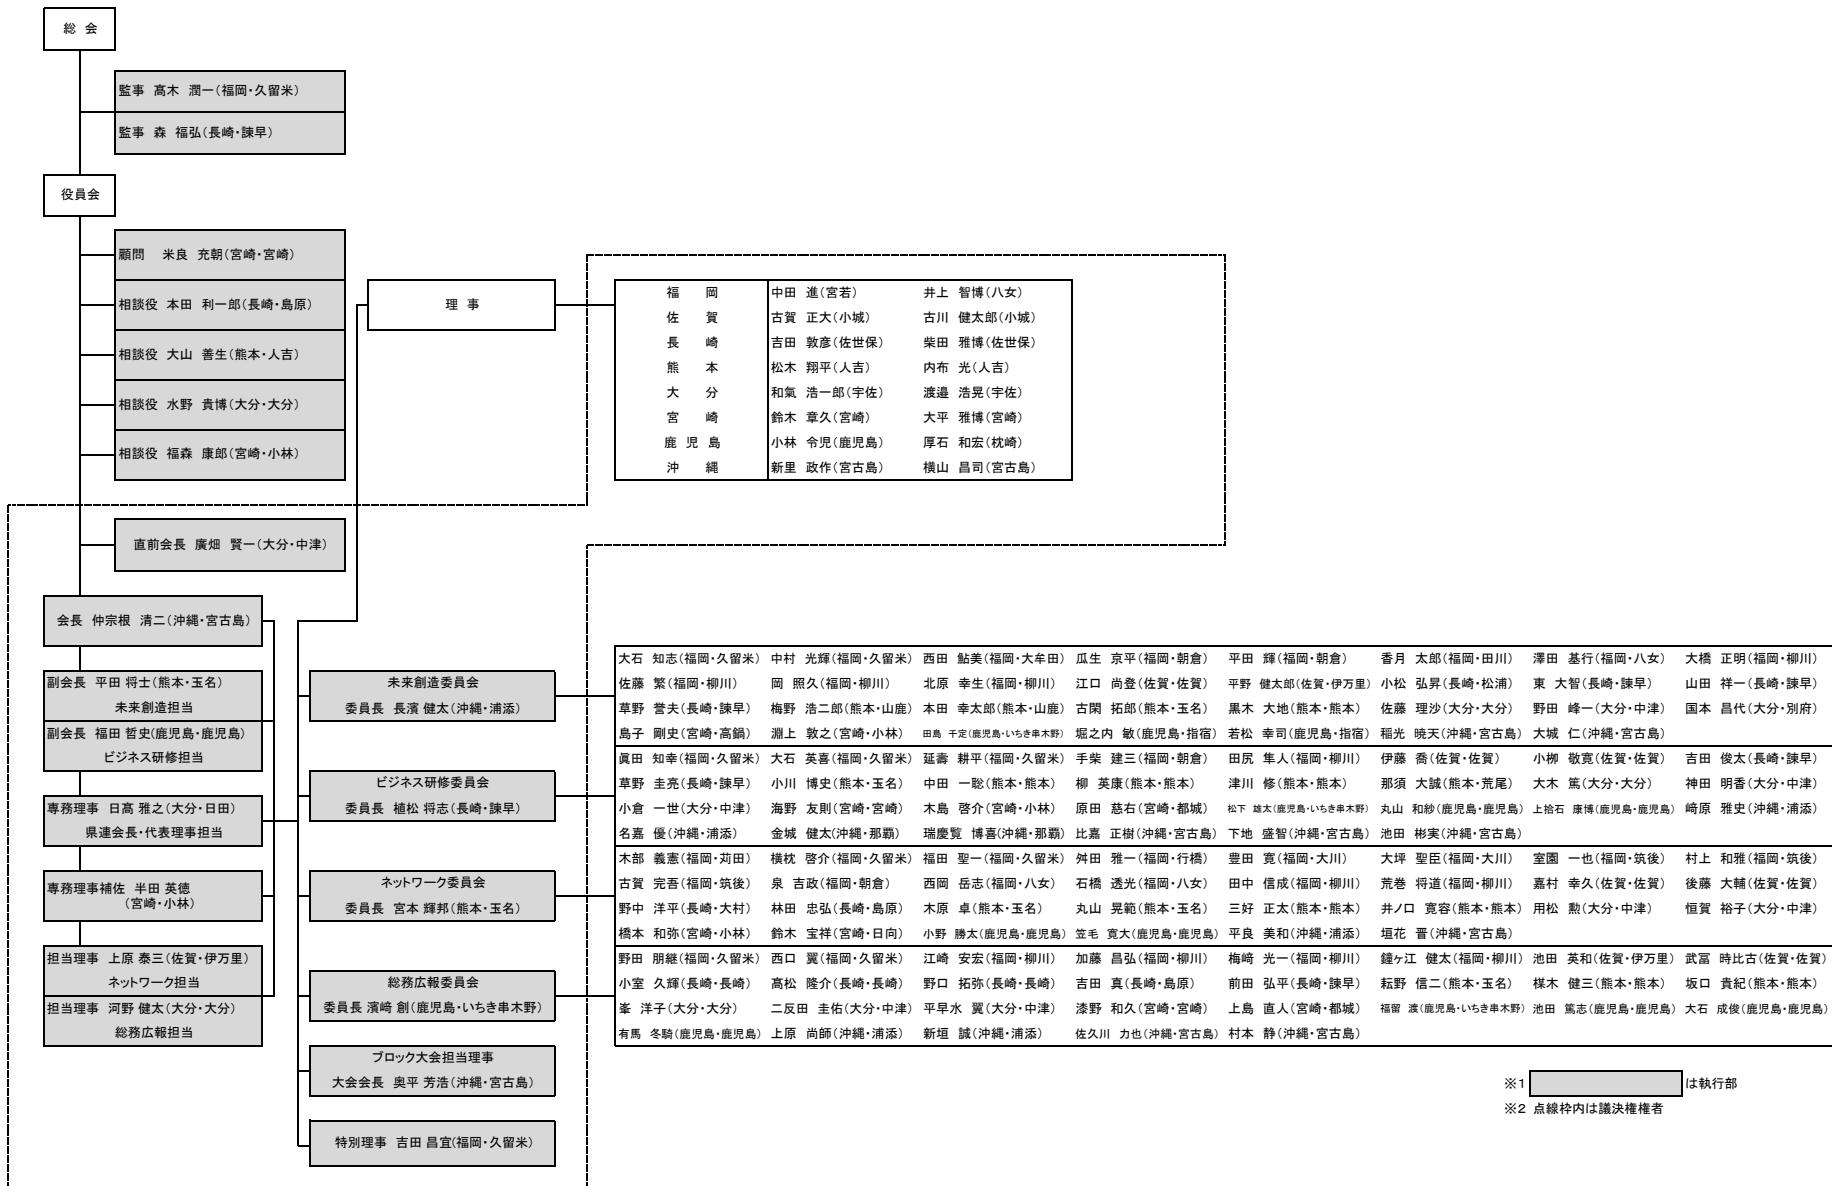 総 会
監事 髙木 潤一(福岡・久留米)
監事 森 福弘(長崎・諫早)
役員会
顧問 米良 充朝(宮崎・宮崎)
相談役 本田 利一郎(長崎・島原)
相談役 大山 善生(熊本・人吉)
相談役 水野 貴博(大分・大分)
相談役 福森 康郎(宮崎・小林)
直前会長 廣畑 賢一(大分・中津)
会長 仲宗根 清二(沖縄・宮古島)
副会長 平田 将士(熊本・玉名)
未来創造担当
副会長 福田 哲史(鹿児島・鹿児島)
ビジネス研修担当
専務理事 日髙 雅之(大分・日田)
県連会長・代表理事担当
専務理事補佐 半田 英德
(宮崎・小林)
担当理事 上原 泰三(佐賀・伊万里)
ネットワーク担当
担当理事 河野 健太(大分・大分)
総務広報担当
理 事
福 岡 中田 進(宮若) 井上 智博(八女)
佐 賀 古賀 正大(小城) 古川 健太郎(小城)
長 崎 吉田 敦彦(佐世保) 柴田 雅博(佐世保)
熊 本 松木 翔平(人吉) 内布 光(人吉)
大 分 和氣 浩一郎(宇佐) 渡邉 浩晃(宇佐)
宮 崎 鈴木 章久(宮崎) 大平 雅博(宮崎)
鹿 児 島 小林 令児(鹿児島) 厚石 和宏(枕崎)
沖 縄 新里 政作(宮古島) 横山 昌司(宮古島)
未来創造委員会
委員長 長濱 健太(沖縄・浦添)
大石 知志(福岡・久留米) 中村 光輝(福岡・久留米) 西田 鮎美(福岡・大牟田) 瓜生 京平(福岡・朝倉) 平田 輝(福岡・朝倉) 香月 太郎(福岡・田川) 澤田 基行(福岡・八女) 大橋 正明(福岡・柳川)
佐藤 繁(福岡・柳川) 岡 照久(福岡・柳川) 北原 幸生(福岡・柳川) 江口 尚登(佐賀・佐賀) 平野 健太郎(佐賀・伊万里) 小松 弘昇(長崎・松浦) 東 大智(長崎・諫早) 山田 祥一(長崎・諫早)
草野 誉夫(長崎・諫早) 梅野 浩二郎(熊本・山鹿) 本田 幸太郎(熊本・山鹿) 古閑 拓郎(熊本・玉名) 黒木 大地(熊本・熊本) 佐藤 理沙(大分・大分) 野田 峰一(大分・中津) 国本 昌代(大分・別府)
島子 剛史(宮崎・高鍋) 淵上 敦之(宮崎・小林) 田島 千定(鹿児島・いちき串木野) 堀之内 敏(鹿児島・指宿) 若松 幸司(鹿児島・指宿) 稲光 暁天(沖縄・宮古島) 大城 仁(沖縄・宮古島)
ビジネス研修委員会
委員長 植松 将志(長崎・諫早)
眞田 知幸(福岡・久留米) 大石 英喜(福岡・久留米) 延壽 耕平(福岡・久留米) 手柴 建三(福岡・朝倉) 田尻 隼人(福岡・柳川) 伊藤 喬(佐賀・佐賀) 小栁 敬寛(佐賀・佐賀) 吉田 俊太(長崎・諫早)
草野 圭亮(長崎・諫早) 小川 博史(熊本・玉名) 中田 一聡(熊本・熊本) 柳 英康(熊本・熊本) 津川 修(熊本・熊本) 那須 大誠(熊本・荒尾) 大木 篤(大分・大分) 神田 明香(大分・中津)
小倉 一世(大分・中津) 海野 友則(宮崎・宮崎) 木島 啓介(宮崎・小林) 原田 慈右(宮崎・都城) 松下 雄太(鹿児島・いちき串木野) 丸山 和紗(鹿児島・鹿児島) 上拾石 康博(鹿児島・鹿児島) 﨑原 雅史(沖縄・浦添)
名嘉 優(沖縄・浦添) 金城 健太(沖縄・那覇) 瑞慶覧 博喜(沖縄・那覇) 比嘉 正樹(沖縄・宮古島) 下地 盛智(沖縄・宮古島) 池田 彬実(沖縄・宮古島)
ネットワーク委員会
委員長 宮本 輝邦(熊本・玉名)
木部 義憲(福岡・苅田) 横枕 啓介(福岡・久留米) 福田 聖一(福岡・久留米) 舛田 雅一(福岡・行橋) 豊田 寛(福岡・大川) 大坪 聖臣(福岡・大川) 室園 一也(福岡・筑後) 村上 和雅(福岡・筑後)
古賀 完吾(福岡・筑後) 泉 吉政(福岡・朝倉) 西岡 岳志(福岡・八女) 石橋 透光(福岡・八女) 田中 信成(福岡・柳川) 荒巻 将道(福岡・柳川) 嘉村 幸久(佐賀・佐賀) 後藤 大輔(佐賀・佐賀)
野中 洋平(長崎・大村) 林田 忠弘(長崎・島原) 木原 卓(熊本・玉名) 丸山 晃範(熊本・玉名) 三好 正太(熊本・熊本) 井ノ口 寛容(熊本・熊本) 用松 勲(大分・中津) 恒賀 裕子(大分・中津)
橋本 和弥(宮崎・小林) 鈴木 宝祥(宮崎・日向) 小野 勝太(鹿児島・鹿児島) 笠毛 寛大(鹿児島・鹿児島) 平良 美和(沖縄・浦添) 垣花 晋(沖縄・宮古島)
総務広報委員会
委員長 濱﨑 創(鹿児島・いちき串木野)
野田 朋継(福岡・久留米) 西口 翼(福岡・久留米) 江崎 安宏(福岡・柳川) 加藤 昌弘(福岡・柳川) 梅﨑 光一(福岡・柳川) 鐘ヶ江 健太(福岡・柳川) 池田 英和(佐賀・伊万里) 武冨 時比古(佐賀・佐賀)
小室 久輝(長崎・長崎) 髙松 隆介(長崎・長崎) 野口 拓弥(長崎・長崎) 吉田 真(長崎・島原) 前田 弘平(長崎・諫早) 耘野 信二(熊本・玉名) 楳木 健三(熊本・熊本) 坂口 貴紀(熊本・熊本)
峯 洋子(大分・大分) 二反田 圭佑(大分・中津) 平早水 翼(大分・中津) 漆野 和久(宮崎・宮崎) 上島 直人(宮崎・都城) 福留 渡(鹿児島・いちき串木野) 池田 篤志(鹿児島・鹿児島) 大石 成俊(鹿児島・鹿児島)
有馬 冬騎(鹿児島・鹿児島) 上原 尚師(沖縄・浦添) 新垣 誠(沖縄・浦添) 佐久川 力也(沖縄・宮古島) 村本 静(沖縄・宮古島)
ブロック大会担当理事
大会会長 奥平 芳浩(沖縄・宮古島)
特別理事 吉田 昌宜(福岡・久留米)
※1 は執行部
※2 点線枠内は議決権権者